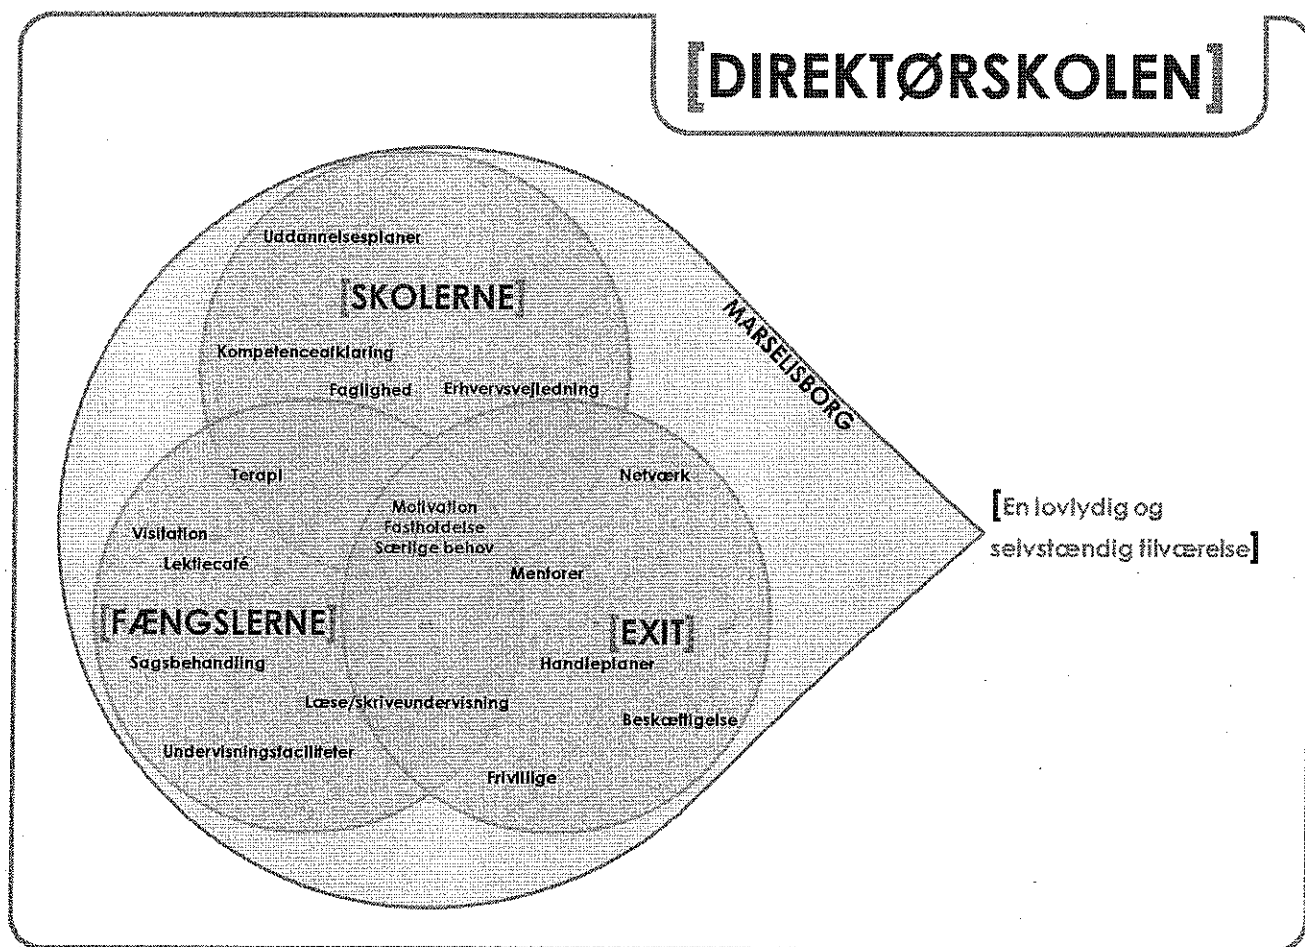 [DIREKTØRSKOLEN]
Uddannelsesplaner
[SKOLERNE]
MARSELISBORG
Kompetenceafklaring
Faglighed
Erhvervsvejledning
Terapi
Netværk
Motivation
Fastholdelse
Særlige behov
[En lovlydig og
selvstændig tilværelse]
Visitation
Lektiecafé
Mentorer
[FÆNGSLERNE]
[EXIT]
Sagsbehandling
Handleplaner
Læse/skriveundervisning
Beskæftigelse
Undervisningsfaciliteter
Frivillige